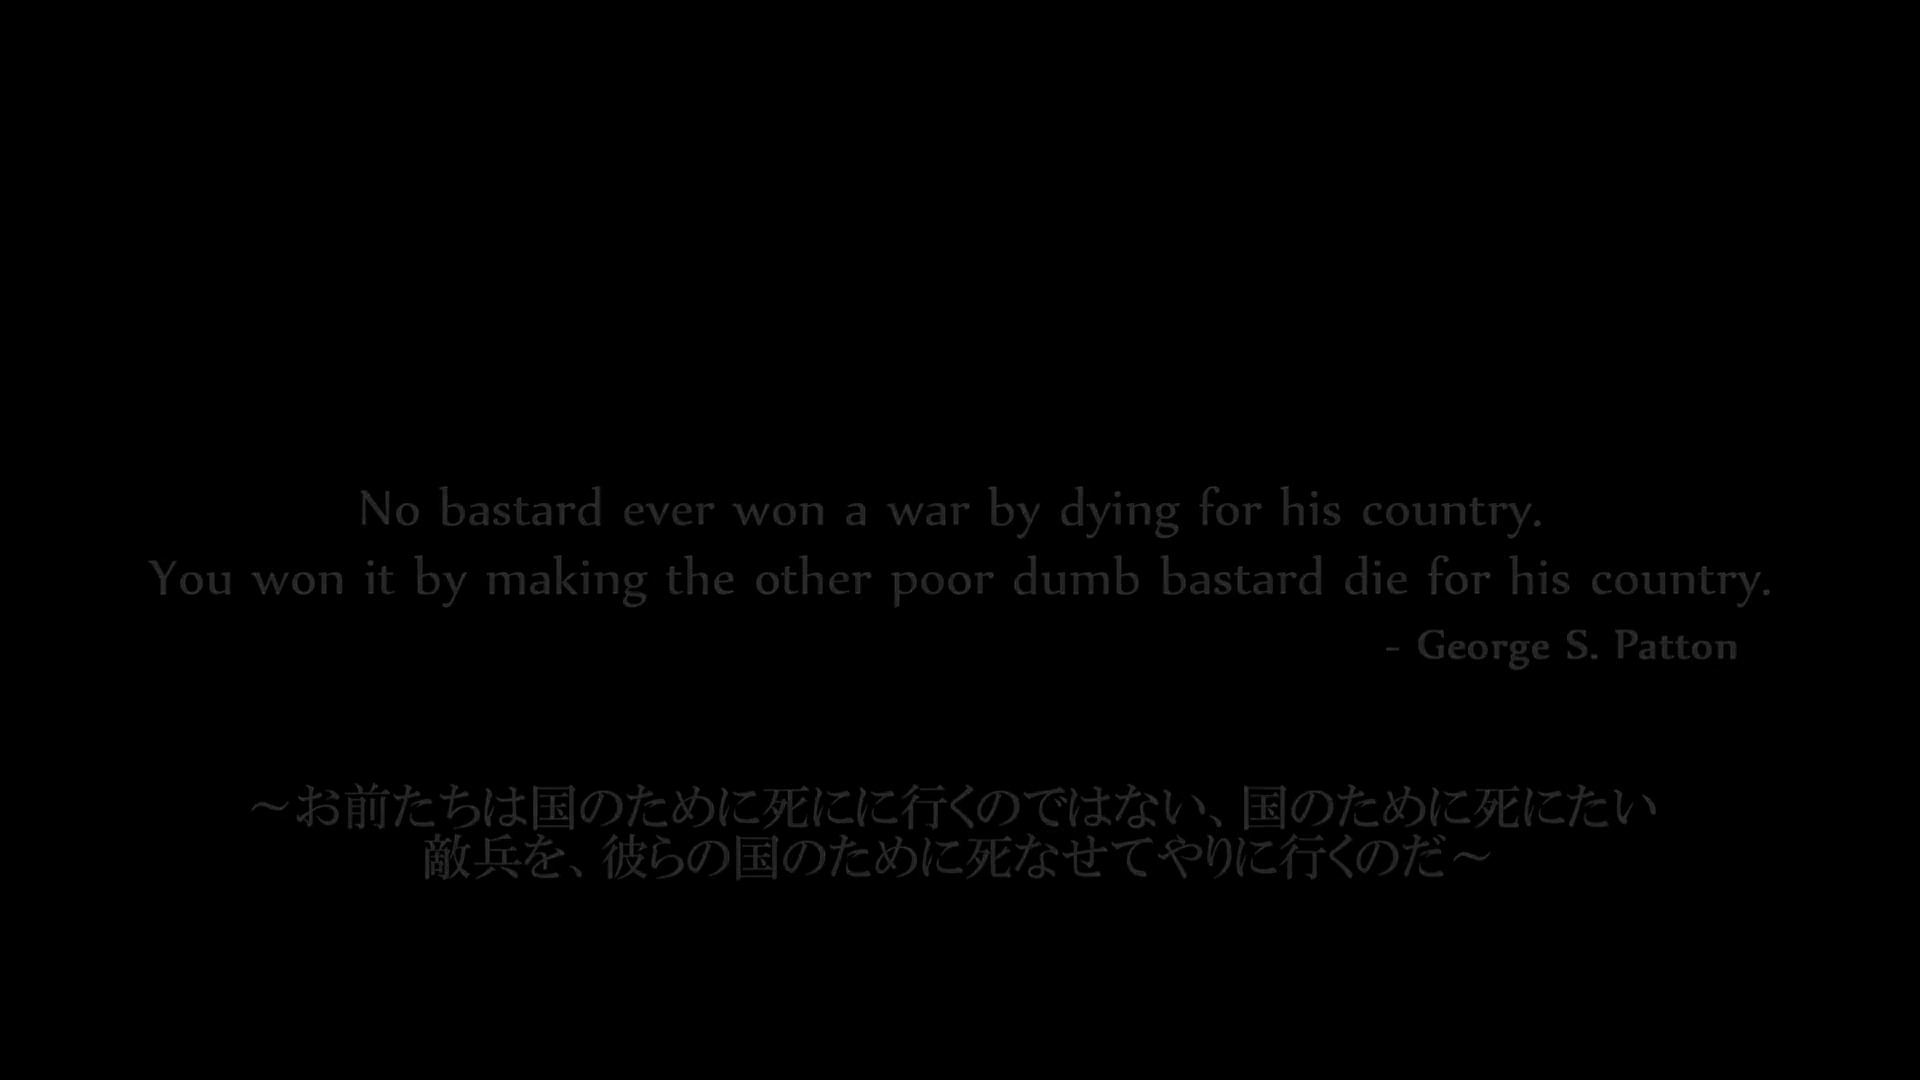 No bastard ever won a war by dying for his country.
You won it by making the other poor dumb bastard die for his country.
- George S. Patton
～お前たちは国のために死にに行くのではない、国のために死にたい
敵兵を、彼らの国のために死なせてやりに行くのだ～